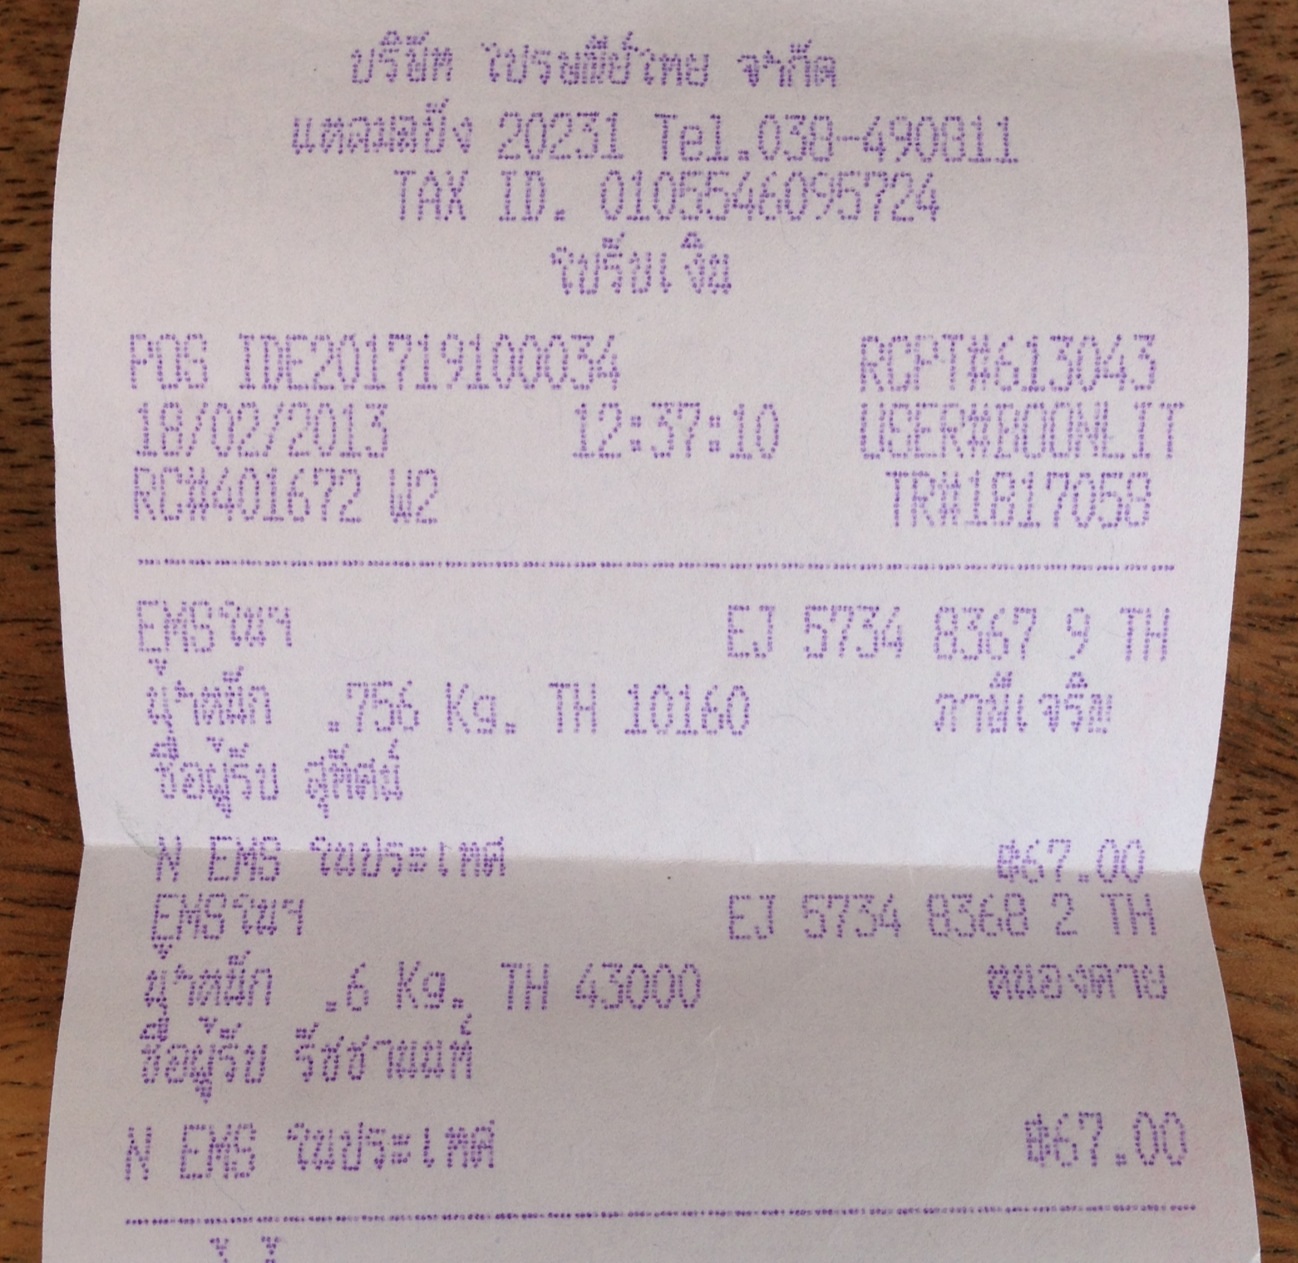 บริษัท ไปรษณีย์ไทย จำกัด
แหลมฉบัง 20231 Tel.038-490811
TAX ID. 0105546095724
ใบรับเงิน
POS IDE201719100034 RCPT#613043
18/02/2013 12:37:10 USER#BOONLIT
RC#401672 W2 TR#1817058
EMSในฯ EJ 5734 8367 9 TH
น้ำหนัก .756 Kg. TH 10160 ภาษีเจริญ
ชื่อผู้รับ สุทัศน์
N EMS ในประเทศ ฿67.00
EMSในฯ EJ 5734 8368 2 TH
น้ำหนัก .6 Kg. TH 43000 หนองคาย
ชื่อผู้รับ รัชชานนท์
N EMS ในประเทศ ฿67.00